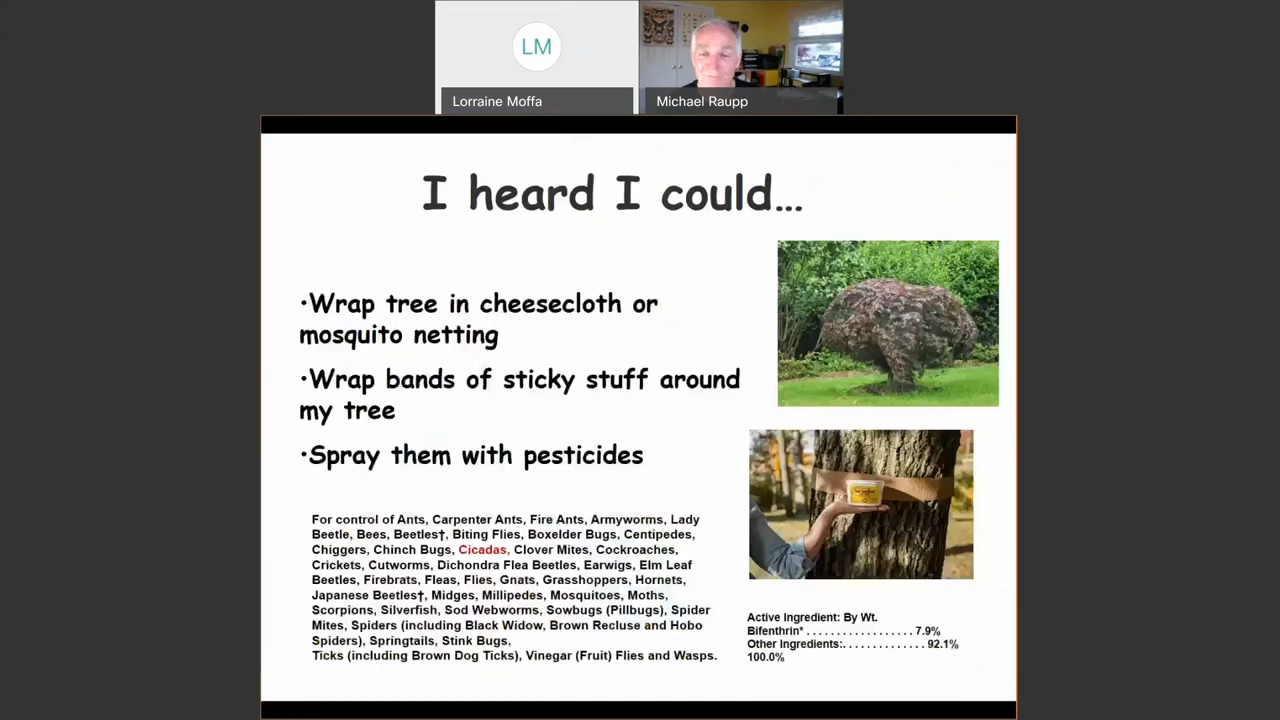 LM
Lorraine Moffa
Michael Raupp
I heard I could…
•Wrap tree in cheesecloth or
mosquito netting
•Wrap bands of sticky stuff around
my tree
•Spray them with pesticides
For control of Ants, Carpenter Ants, Fire Ants, Armyworms, Lady
Beetle, Bees, Beetles†, Biting Flies, Boxelder Bugs, Centipedes,
Chiggers, Chinch Bugs, Cicadas, Clover Mites, Cockroaches,
Crickets, Cutworms, Dichondra Flea Beetles, Earwigs, Elm Leaf
Beetles, Firebrats, Fleas, Flies, Gnats, Grasshoppers, Hornets,
Japanese Beetles†, Midges, Millipedes, Mosquitoes, Moths,
Scorpions, Silverfish, Sod Webworms, Sowbugs (Pillbugs), Spider
Mites, Spiders (including Black Widow, Brown Recluse and Hobo
Spiders), Springtails, Stink Bugs,
Ticks (including Brown Dog Ticks), Vinegar (Fruit) Flies and Wasps.
Active Ingredient: By Wt.
Bifenthrin* . . . . . . . . . . . . . . . . . . 7.9%
Other Ingredients:. . . . . . . . . . . . . . 92.1%
100.0%